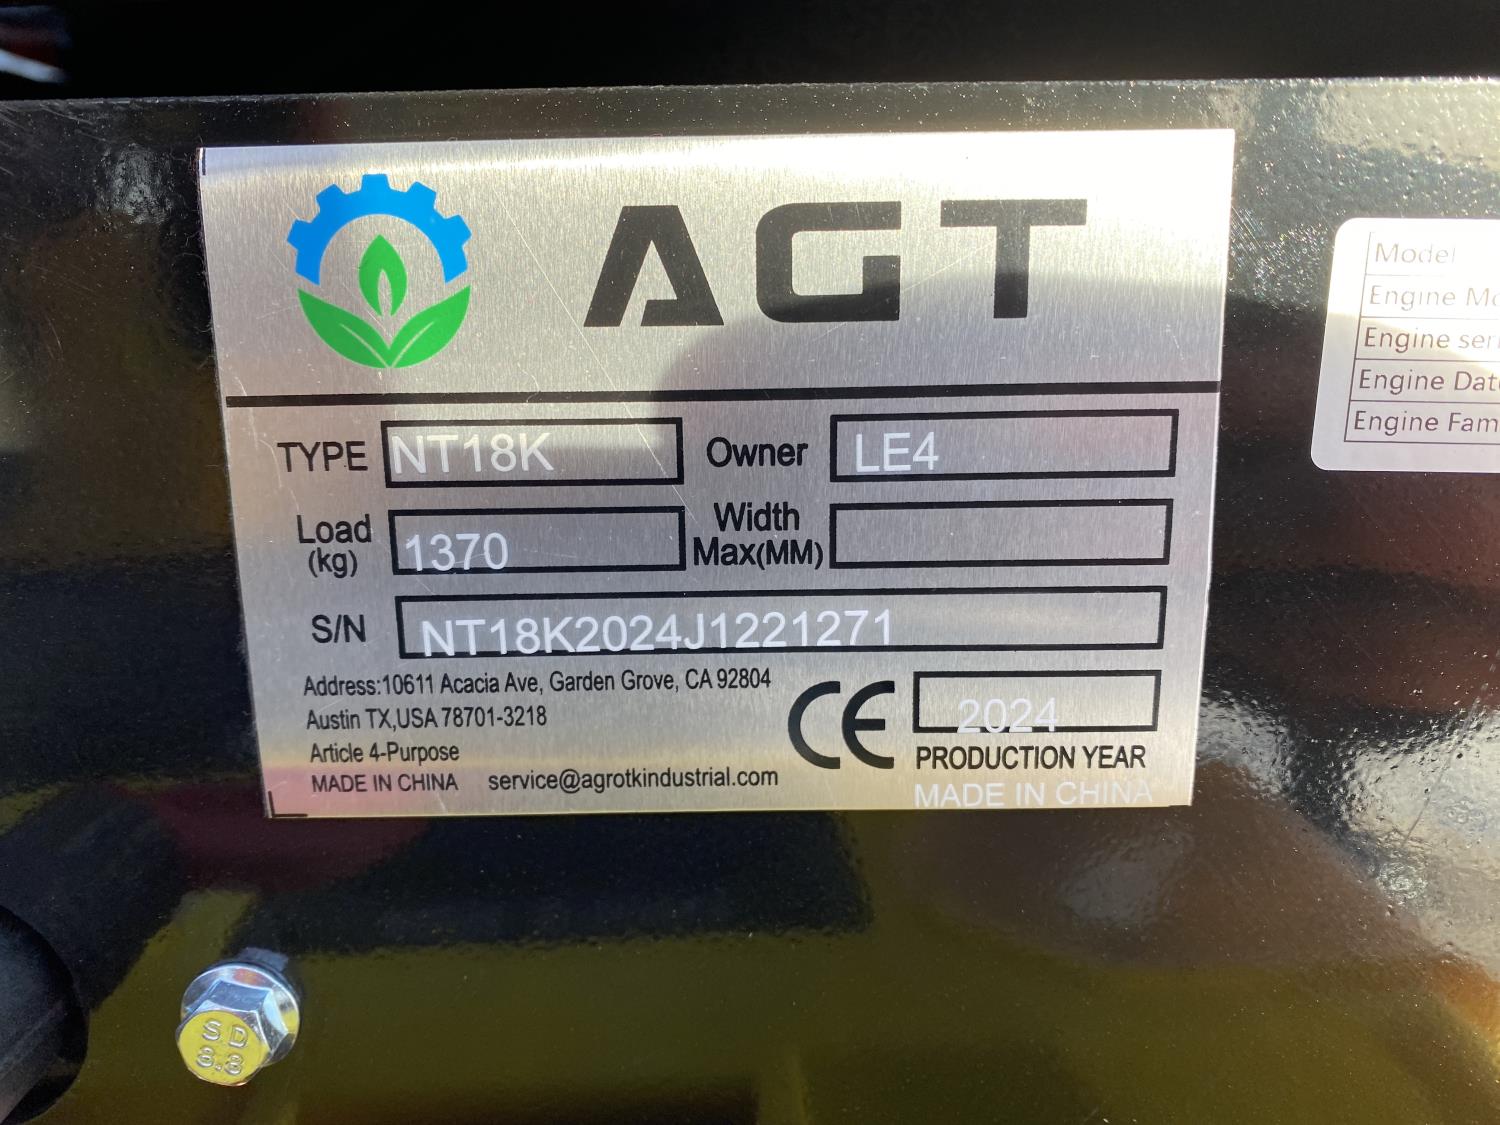 AGT
TYPE NT18K Owner LE4
Load (kg) 1370 Width Max(MM)
S/N NT18K2024J1221271
Address:10611 Acacia Ave, Garden Grove, CA 92804
Austin TX,USA 78701-3218
Article 4-Purpose
MADE IN CHINA service@agrotkindustrial.com
CE 2024
PRODUCTION YEAR
MADE IN CHINA
Model
Engine
Engine
Engine
Engine
S D
8.8